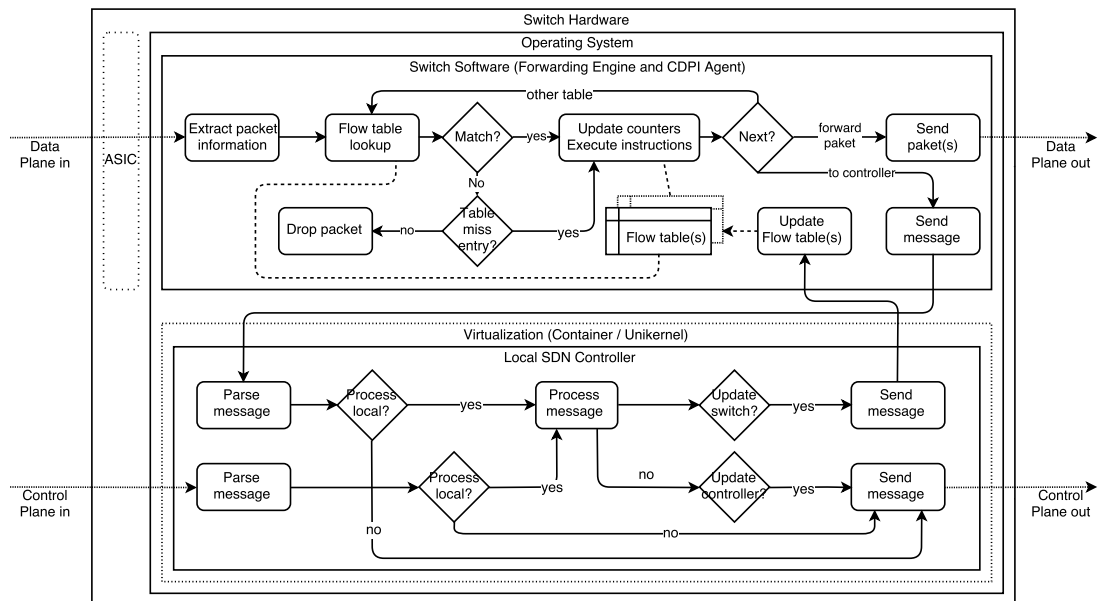 Switch Hardware
Operating System
Switch Software (Forwarding Engine and CDPI Agent)
other table
Data
Plane in
ASIC
Extract packet
information
Flow table
lookup
Match?
yes
Update counters
Execute instructions
Next?
forward
paket
Send
paket(s)
Data
Plane out
to controller
No
Drop packet
no
Table
miss
entry?
yes
Flow table(s)
Update
Flow table(s)
Send
message
Virtualization (Container / Unikernel)
Local SDN Controller
Parse
message
Process
local?
yes
Process
message
Update
switch?
yes
Send
message
Control
Plane in
Parse
message
Process
local?
yes
no
Update
controller?
yes
Send
message
Control
Plane out
no
no